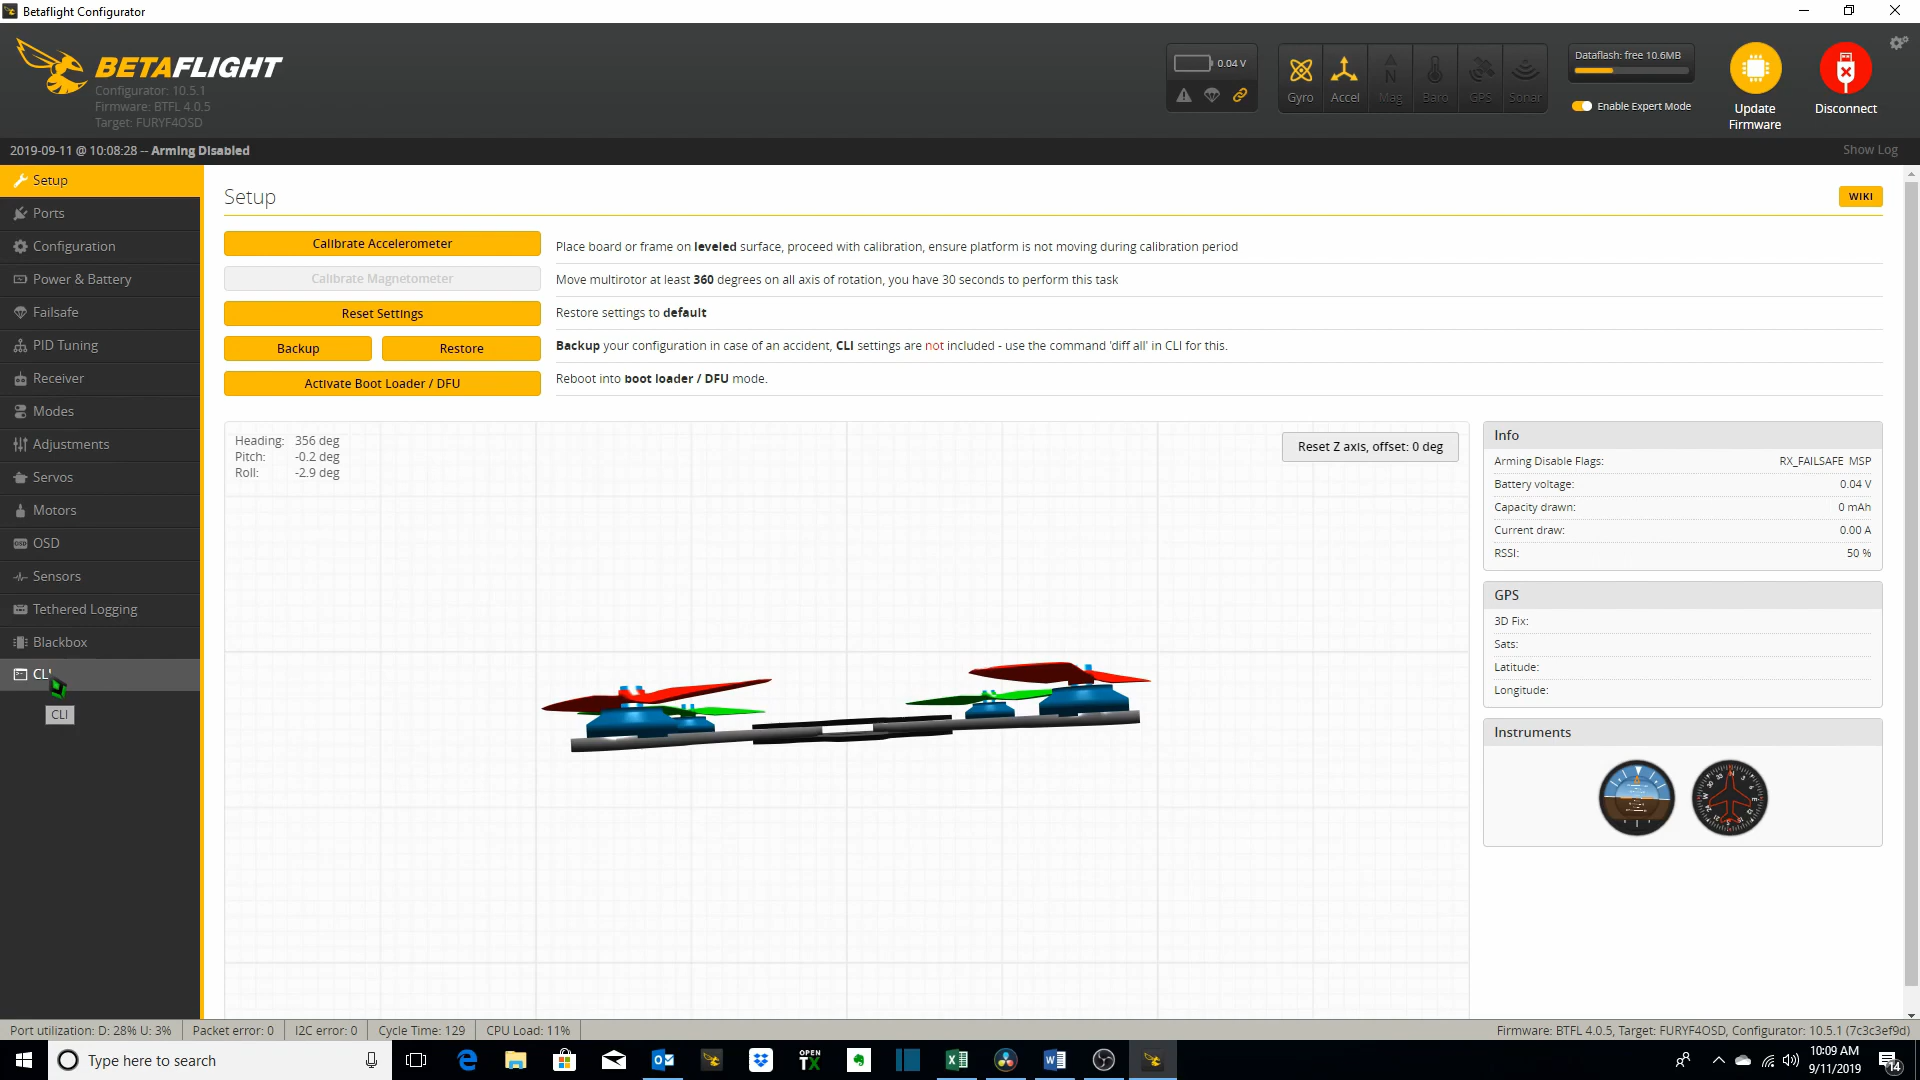 Betaflight Configurator
BETAFLIGHT
Configurator: 10.5.1
Firmware: BTFL 4.0.5
Target: FURYF4OSD
0.04 V
Gyro
Accel
Mag
Baro
GPS
Sonar
Dataflash: free 10.6MB
Enable Expert Mode
Update
Firmware
Disconnect
2019-09-11 @ 10:08:28 -- Arming Disabled
Show Log
Setup
Ports
Configuration
Power & Battery
Failsafe
PID Tuning
Receiver
Modes
Adjustments
Servos
Motors
OSD
Sensors
Tethered Logging
Blackbox
CLI
CLI
Setup
WIKI
Calibrate Accelerometer
Place board or frame on leveled surface, proceed with calibration, ensure platform is not moving during calibration period
Calibrate Magnetometer
Move multirotor at least 360 degrees on all axis of rotation, you have 30 seconds to perform this task
Reset Settings
Restore settings to default
Backup
Restore
Backup your configuration in case of an accident, CLI settings are not included - use the command 'diff all' in CLI for this.
Activate Boot Loader / DFU
Reboot into boot loader / DFU mode.
Heading: 356 deg
Pitch: -0.2 deg
Roll: -2.9 deg
Reset Z axis, offset: 0 deg
Info
Arming Disable Flags: RX_FAILSAFE MSP
Battery voltage: 0.04 V
Capacity drawn: 0 mAh
Current draw: 0.00 A
RSSI: 50 %
GPS
3D Fix:
Sats:
Latitude:
Longitude:
Instruments
Port utilization: D: 28% U: 3%
Packet error: 0
I2C error: 0
Cycle Time: 129
CPU Load: 11%
Firmware: BTFL 4.0.5, Target: FURYF4OSD, Configurator: 10.5.1 (7c3c3ef9d)
Type here to search
OPEN
TX
10:09 AM
9/11/2019
14